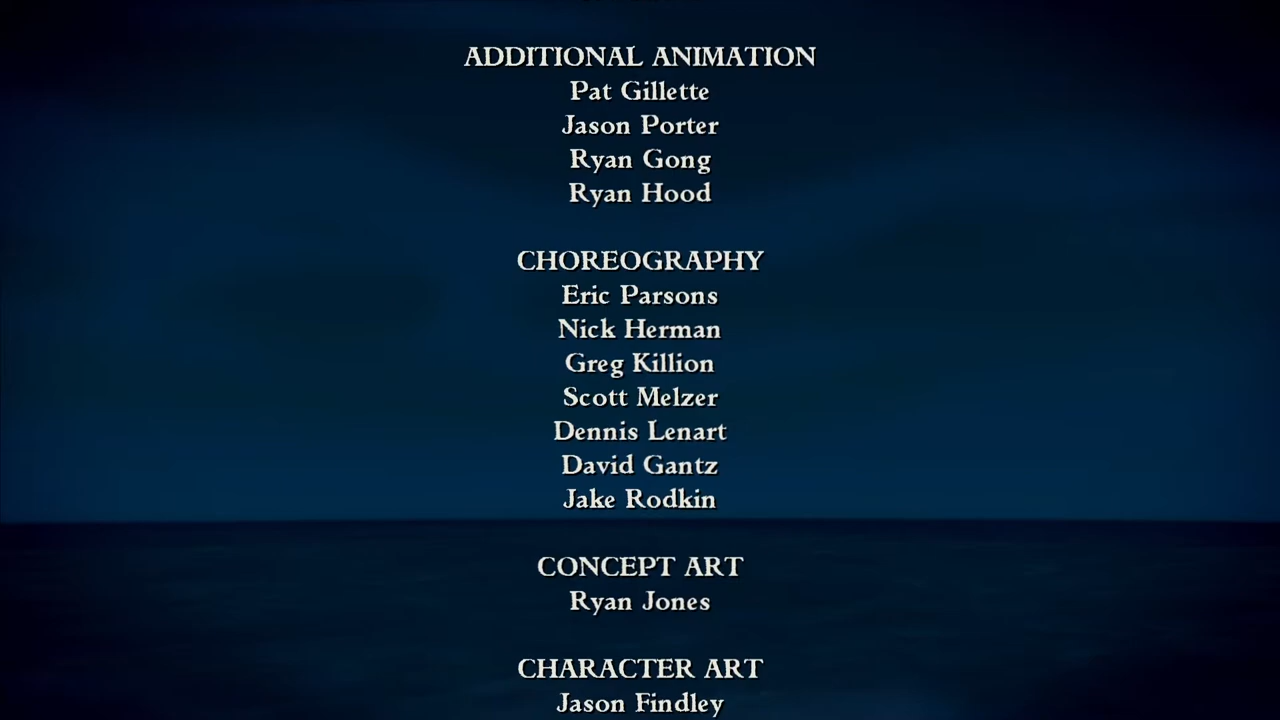 ADDITIONAL ANIMATION
Pat Gillette
Jason Porter
Ryan Gong
Ryan Hood
CHOREOGRAPHY
Eric Parsons
Nick Herman
Greg Killion
Scott Melzer
Dennis Lenart
David Gantz
Jake Rodkin
CONCEPT ART
Ryan Jones
CHARACTER ART
Jason Findley